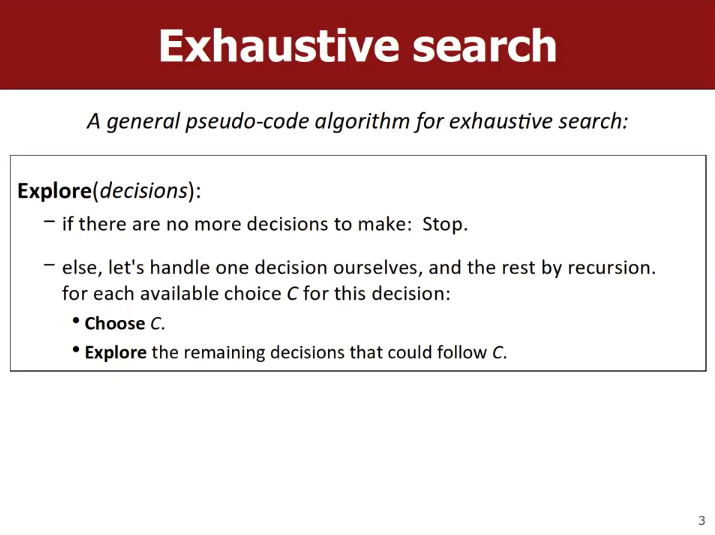 Exhaustive search
A general pseudo-code algorithm for exhaustive search:
Explore(decisions):
– if there are no more decisions to make: Stop.
– else, let's handle one decision ourselves, and the rest by recursion.
for each available choice C for this decision:
• Choose C.
• Explore the remaining decisions that could follow C.
3